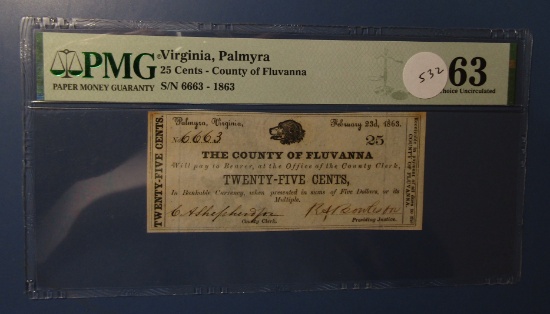 PMG
PAPER MONEY GUARANTY
Virginia, Palmyra
25 Cents - County of Fluvanna
S/N 6663 - 1863
532
63
Choice Uncirculated
TWENTY-FIVE CENTS.
Palmyra, Virginia,
February 23d, 1863.
No. 6663
25
THE COUNTY OF FLUVANNA
Will pay to Bearer, at the Office of the County Clerk,
TWENTY-FIVE CENTS,
In Bankable Currency, when presented in sums of Five Dollars, or its
Multiple.
County Clerk.
Presiding Justice.
COUNTY OF FLUVANNA.